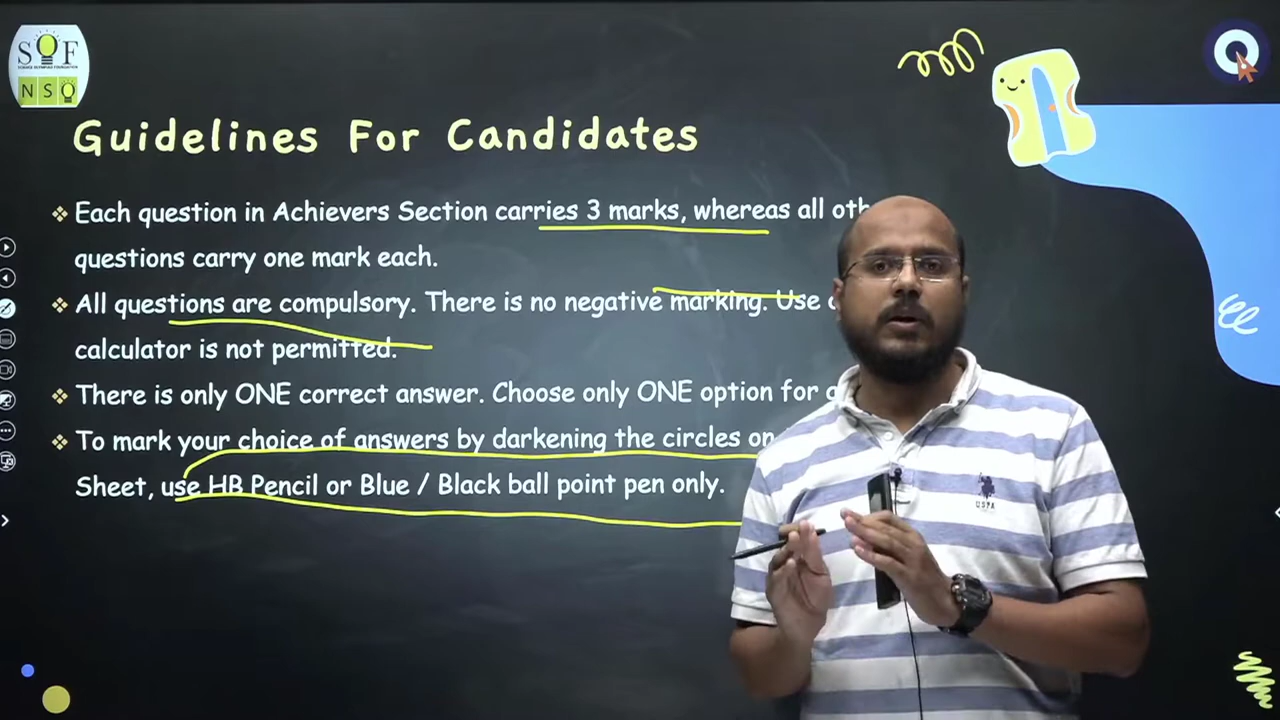 SOF
SCIENCE OLYMPIAD FOUNDATION
NSO
Guidelines For Candidates
❖ Each question in Achievers Section carries 3 marks, whereas all
questions carry one mark each.
❖ All questions are compulsory. There is no negative marking. Use
calculator is not permitted.
❖ There is only ONE correct answer. Choose only ONE option for
❖ To mark your choice of answers by darkening the circles on
Sheet, use HB Pencil or Blue / Black ball point pen only.
USPA